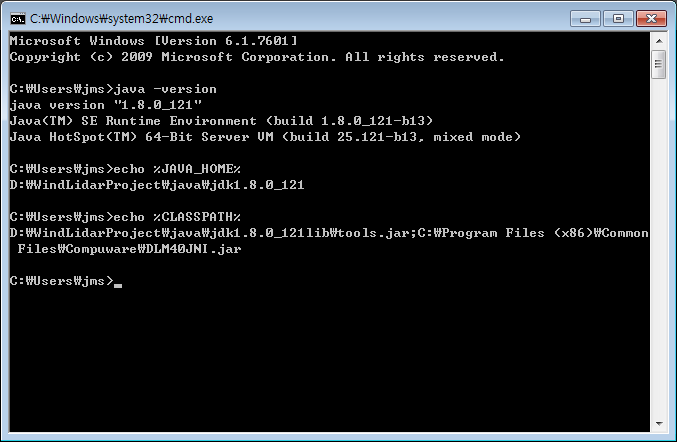 C:₩Windows₩system32₩cmd.exe
Microsoft Windows [Version 6.1.7601]
Copyright (c) 2009 Microsoft Corporation. All rights reserved.
C:₩Users₩jms>java -version
java version "1.8.0_121"
Java(TM) SE Runtime Environment (build 1.8.0_121-b13)
Java HotSpot(TM) 64-Bit Server VM (build 25.121-b13, mixed mode)
C:₩Users₩jms>echo %JAVA_HOME%
D:₩WindLidarProject₩java₩jdk1.8.0_121
C:₩Users₩jms>echo %CLASSPATH%
D:₩WindLidarProject₩java₩jdk1.8.0_121lib₩tools.jar;C:₩Program Files (x86)₩Common
Files₩Compuware₩DLM40JNI.jar
C:₩Users₩jms>_